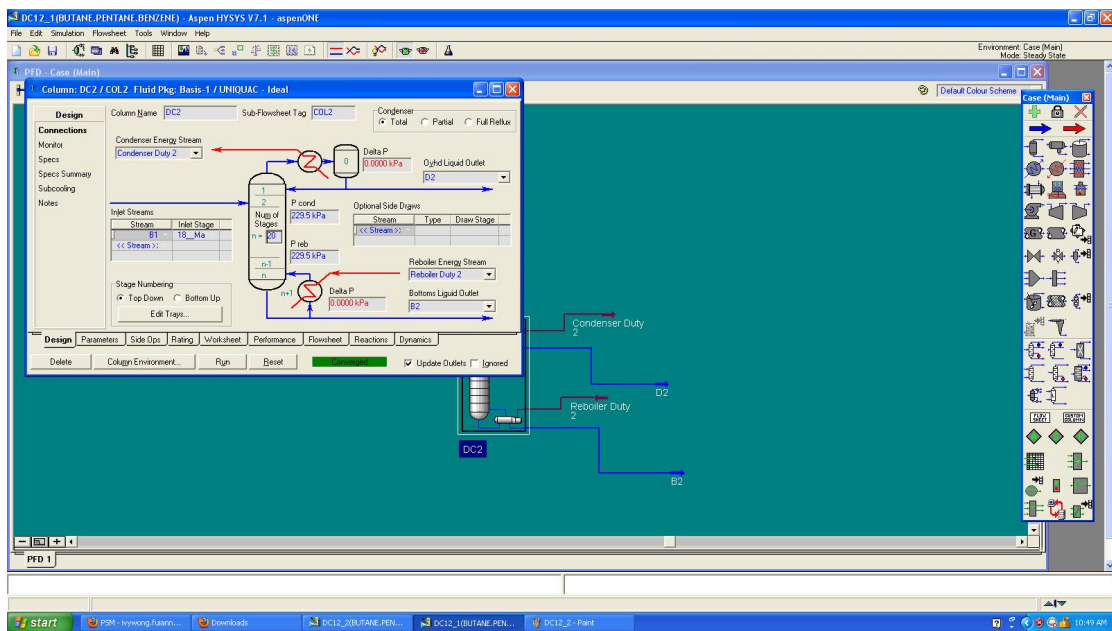 DC12_1(BUTANE.PENTANE.BENZENE) - Aspen HYSYS V7.1 - aspenONE
File Edit Simulation Flowsheet Tools Window Help
Environment: Case (Main)
Mode: Steady State
PFD - Case (Main)
Default Colour Scheme
Column: DC2 / COL2 Fluid Pkg: Basis-1 / UNIQUAC - Ideal
Case (Main)
Design
Connections
Monitor
Specs
Specs Summary
Subcooling
Notes
Column Name DC2 Sub-Flowsheet Tag COL2
Condenser
Total Partial Full Reflux
Condenser Energy Stream
Condenser Duty 2
0
Delta P
0.0000 kPa
Ovhd Liquid Outlet
D2
Inlet Streams
Stream Inlet Stage
B1 18__Ma
<< Stream >>
1
2
Num of
Stages
n = 20
n-1
n
n+1
P cond
229.5 kPa
P reb
229.5 kPa
Optional Side Draws
Stream Type Draw Stage
<< Stream >>
Stage Numbering
Top Down Bottom Up
Edit Trays...
Delta P
0.0000 kPa
Reboiler Energy Stream
Reboiler Duty 2
Bottoms Liquid Outlet
B2
Design Parameters Side Ops Rating Worksheet Performance Flowsheet Reactions Dynamics
Delete Column Environment... Run Reset Converged Update Outlets Ignored
Condenser Duty
2
D2
Reboiler Duty
2
DC2
B2
PFD 1
start PSM - ivywong.fuiann... Downloads DC12_2(BUTANE.PEN... DC12_1(BUTANE.PEN... DC12_2 - Paint 10:49 AM